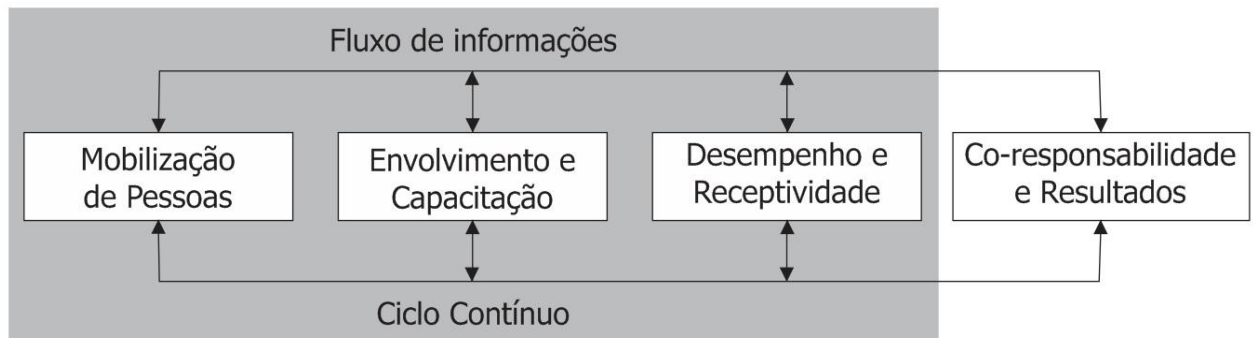 Fluxo de informações
Mobilização
de Pessoas
Envolvimento e
Capacitação
Desempenho e
Receptividade
Co-responsabilidade
e Resultados
Ciclo Contínuo